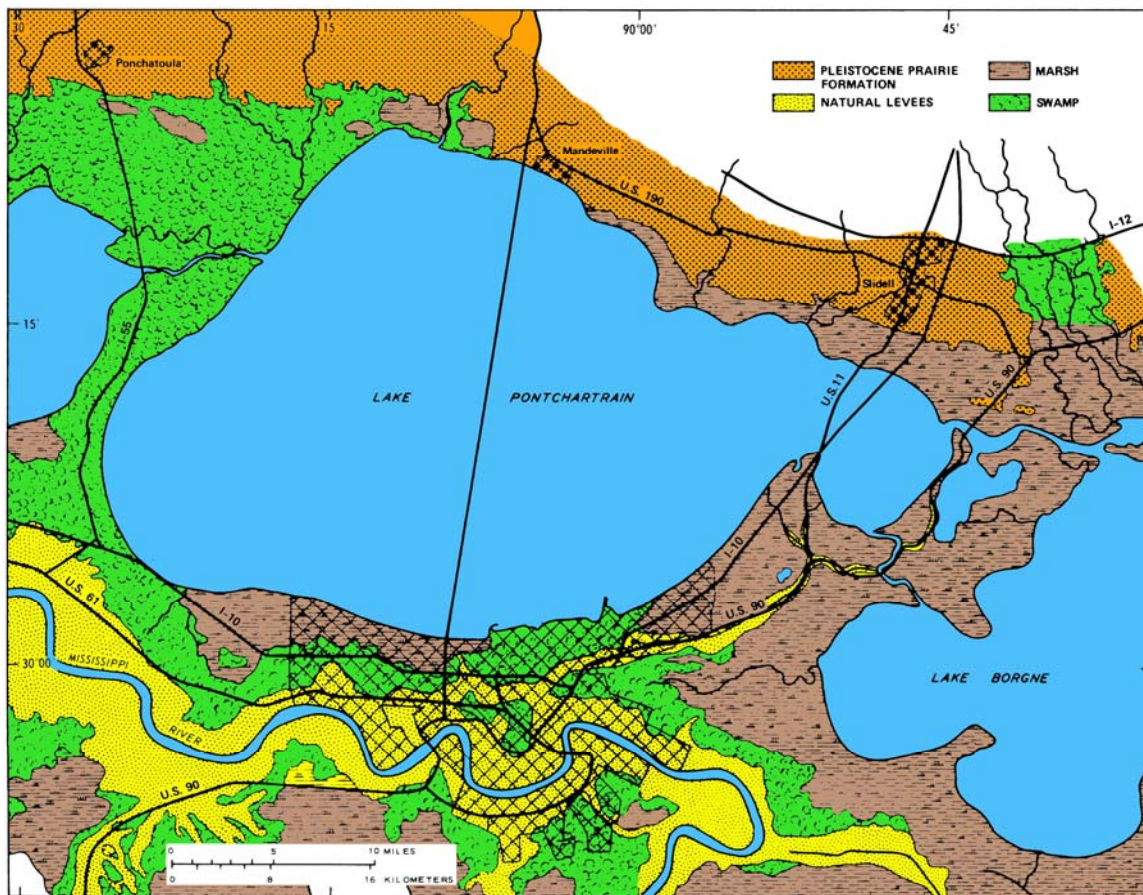 30
15
90°00'
45'
Ponchatoula
PLEISTOCENE PRAIRIE
FORMATION
NATURAL LEVEES
MARSH
SWAMP
Mandeville
U.S. 190
I-12
Slidell
15'
I-55
U.S. 11
U.S. 90
LAKE PONTCHARTRAIN
I-10
U.S. 61
I-10
U.S. 90
30°00'
MISSISSIPPI
RIVER
LAKE BORGNE
U.S. 90
0 5 10 MILES
0 8 16 KILOMETERS